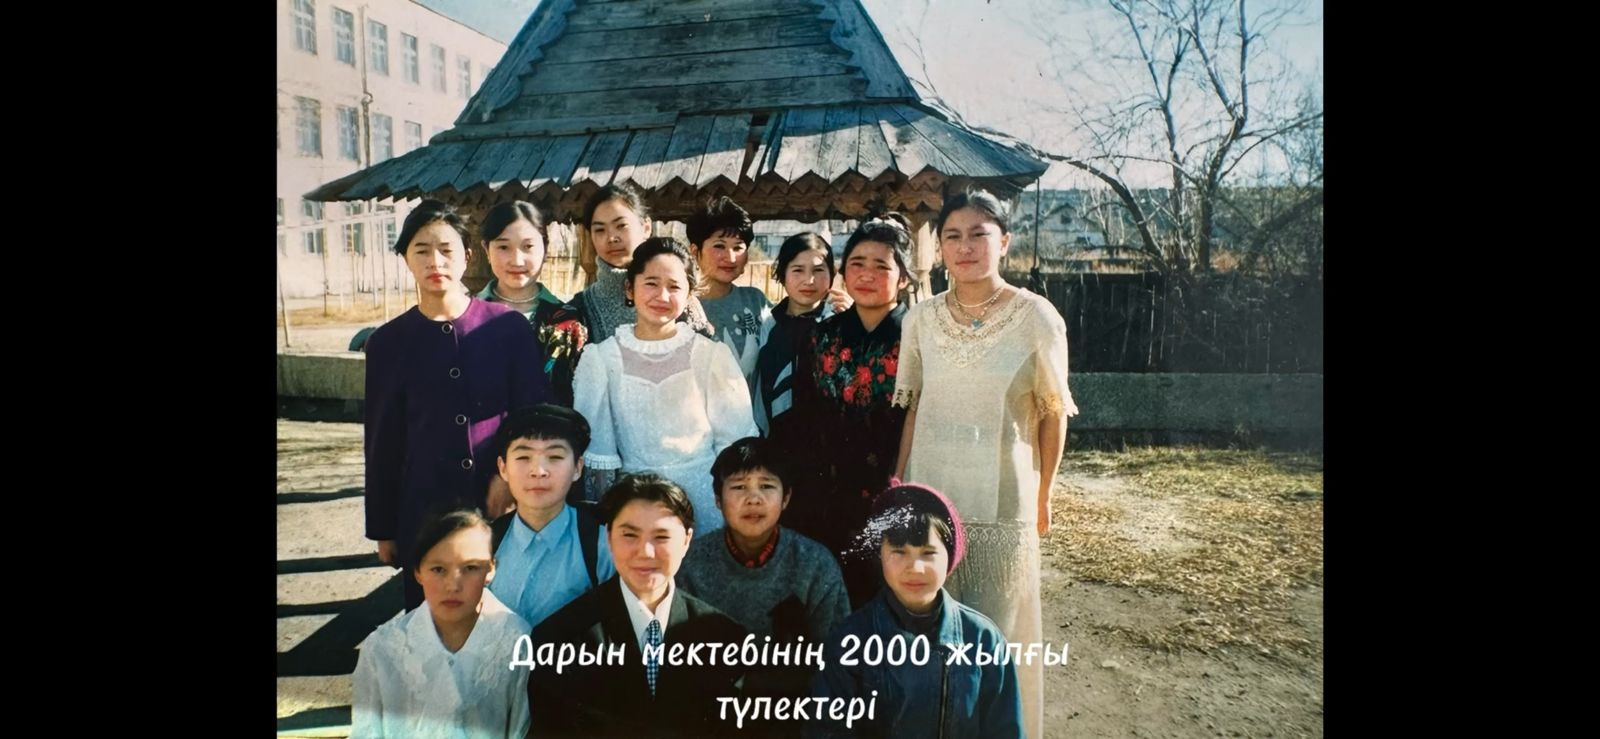 Дарын мектебінің 2000 жылғы
түлектері